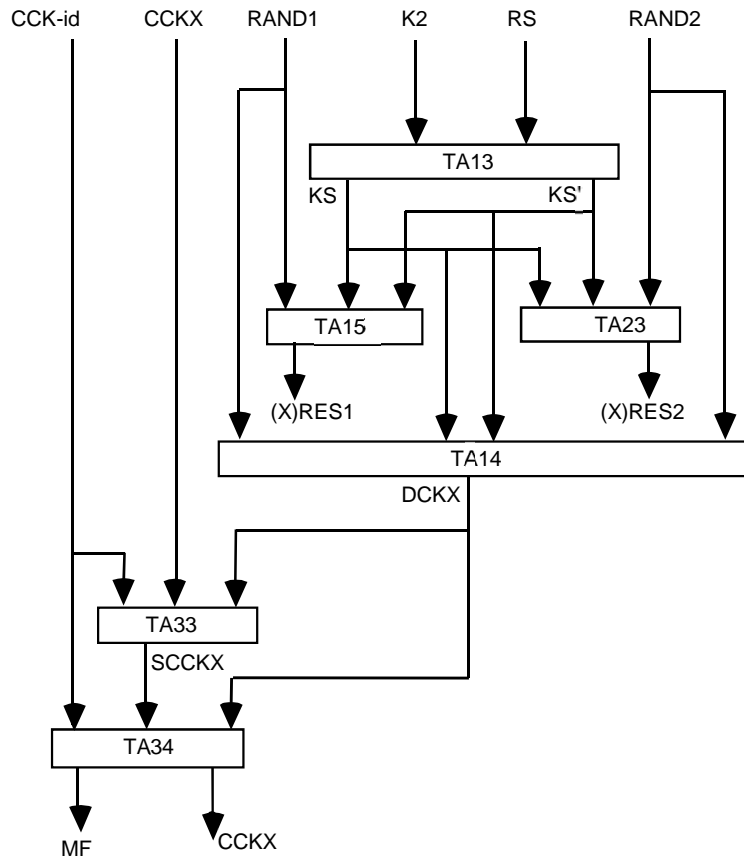 CCK-id CCKX RAND1 K2 RS RAND2
TA13
KS KS'
TA15 TA23
(X)RES1 (X)RES2
TA14
DCKX
TA33
SCCKX
TA34
MF CCKX